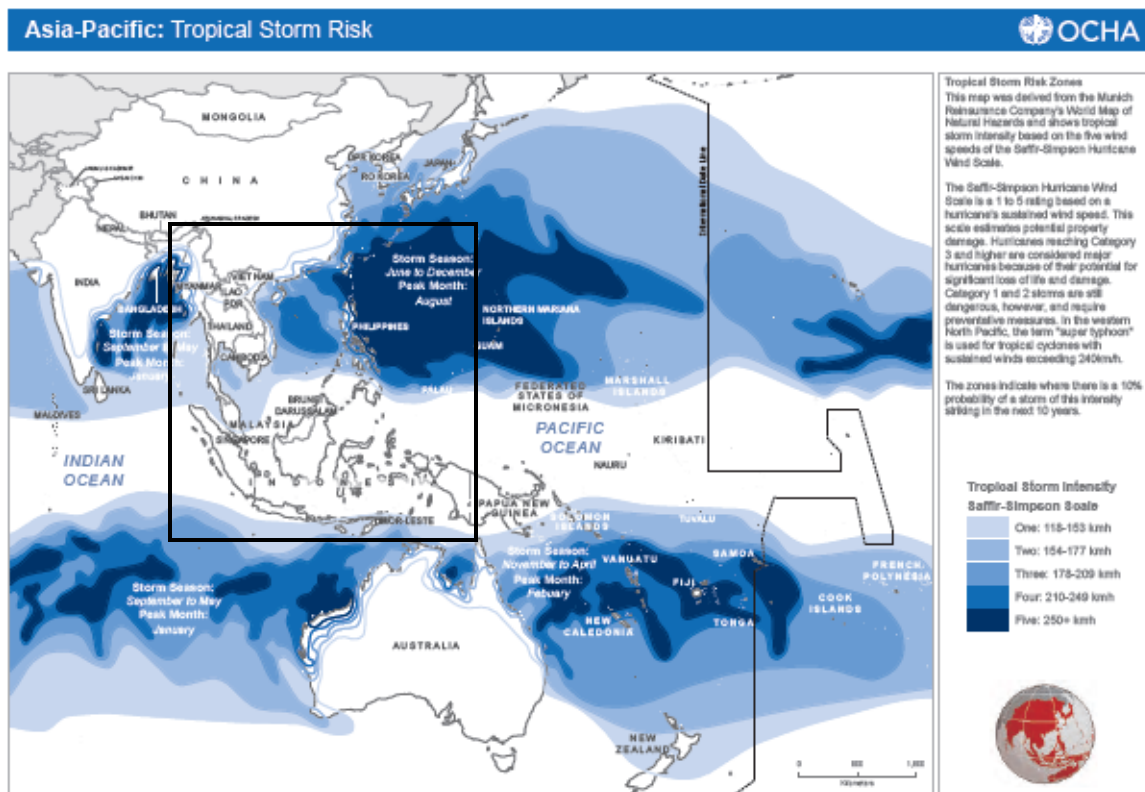 Asia-Pacific: Tropical Storm Risk
OCHA
MONGOLIA
DPR KOREA
RO KOREA
JAPAN
CHINA
BHUTAN
NEPAL
INDIA
BANGLADESH
MYANMAR
VIET NAM
LAO
PDR
THAILAND
CAMBODIA
PHILIPPINES
SRI LANKA
MALDIVES
Storm Season:
September to May
Peak Month:
January
Storm Season:
June to December
Peak Month:
August
NORTHERN MARIANA
ISLANDS
GUAM
PALAU
FEDERATED
STATES OF
MICRONESIA
MARSHALL
ISLANDS
International Date Line
BRUNEI
DARUSSALAM
MALAYSIA
SINGAPORE
INDONESIA
TIMOR-LESTE
PAPUA NEW
GUINEA
PACIFIC
OCEAN
INDIAN
OCEAN
KIRIBATI
NAURU
SOLOMON
ISLANDS
TUVALU
Storm Season:
November to April
Peak Month:
Febuary
VANUATU
SAMOA
FRENCH
POLYNESIA
FIJI
COOK
ISLANDS
NEW
CALEDONIA
TONGA
Storm Season:
September to May
Peak Month:
January
AUSTRALIA
NEW
ZEALAND
0 500 1,000
Kilometers
Tropical Storm Risk Zones
This map was derived from the Munich
Reinsurance Company's World Map of
Natural Hazards and shows tropical
storm intensity based on the five wind
speeds of the Saffir-Simpson Hurricane
Wind Scale.
The Saffir-Simpson Hurricane Wind
Scale is a 1 to 5 rating based on a
hurricane's sustained wind speed. This
scale estimates potential property
damage. Hurricanes reaching Category
3 and higher are considered major
hurricanes because of their potential for
significant loss of life and damage.
Category 1 and 2 storms are still
dangerous, however, and require
preventative measures. In the western
North Pacific, the term "super typhoon"
is used for tropical cyclones with
sustained winds exceeding 240km/h.
The zones indicate where there is a 10%
probability of a storm of this intensity
striking in the next 10 years.
Tropical Storm Intensity
Saffir-Simpson Scale
One: 118-153 kmh
Two: 154-177 kmh
Three: 178-209 kmh
Four: 210-249 kmh
Five: 250+ kmh